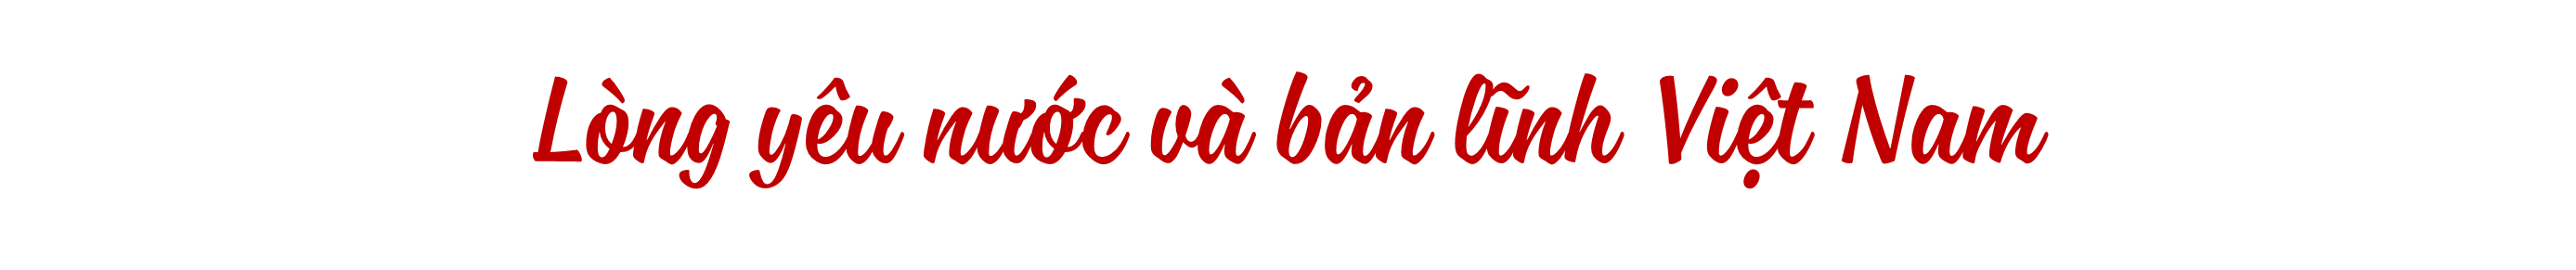 Lòng yêu nước và bản lĩnh Việt Nam